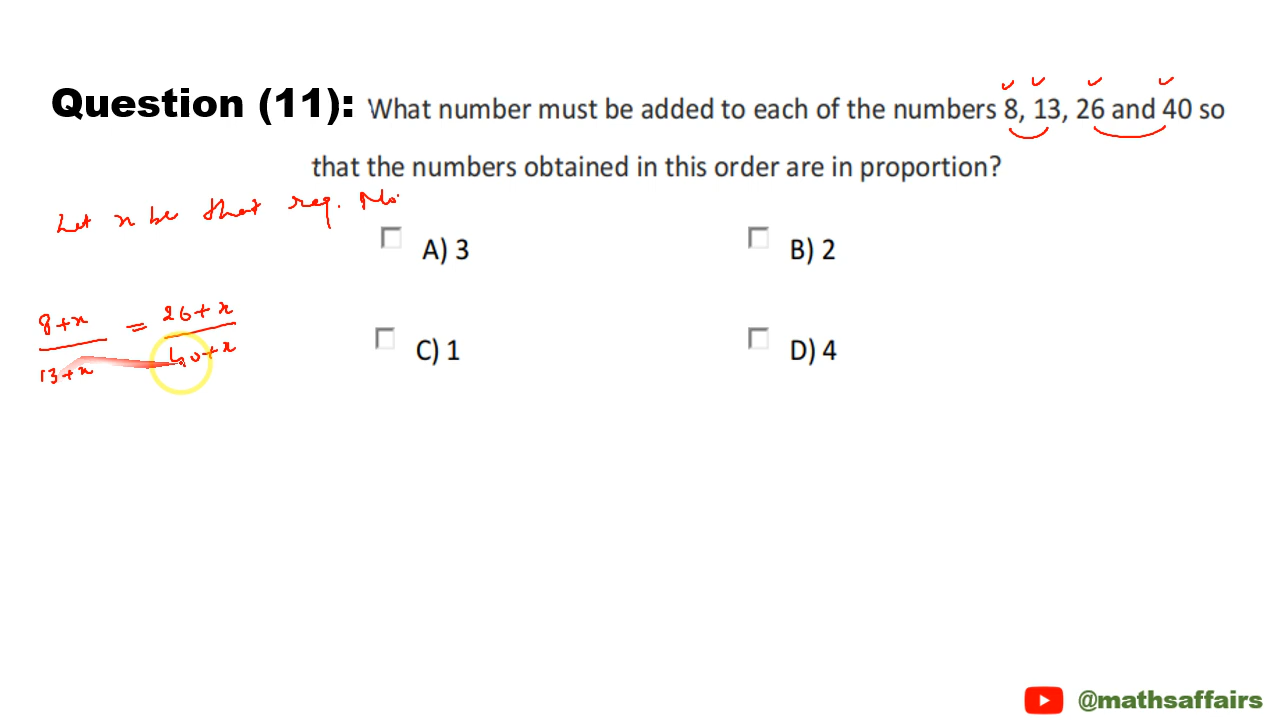 Question (11): What number must be added to each of the numbers 8, 13, 26 and 40 so
that the numbers obtained in this order are in proportion?
Let x be that req. No.
A) 3
B) 2
8+x = 26+x
13+x 40+x
C) 1
D) 4
@mathsaffairs